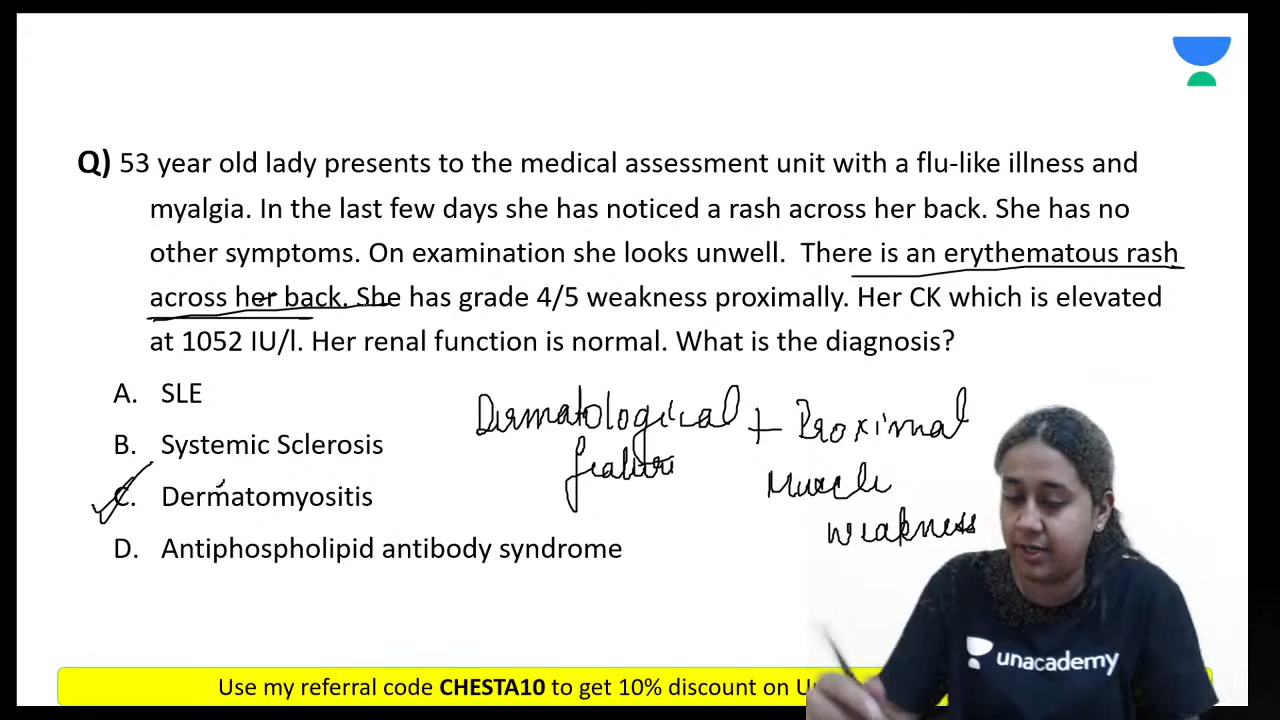 Q) 53 year old lady presents to the medical assessment unit with a flu-like illness and
myalgia. In the last few days she has noticed a rash across her back. She has no
other symptoms. On examination she looks unwell.  There is an erythematous rash
across her back. She has grade 4/5 weakness proximally. Her CK which is elevated
at 1052 IU/l. Her renal function is normal. What is the diagnosis?
A. SLE
B. Systemic Sclerosis
C. Dermatomyositis
D. Antiphospholipid antibody syndrome
Dermatological + Proximal
features
Muscle
weakness
unacademy
Use my referral code CHESTA10 to get 10% discount on